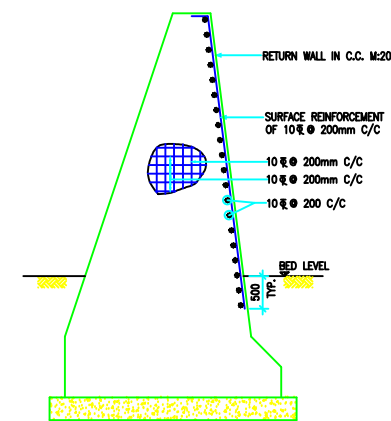 RETURN WALL IN C.C. M:20
SURFACE REINFORCEMENT
OF 10 Ꭶ @ 200mm C/C
10 Ꭶ @ 200mm C/C
10 Ꭶ @ 200mm C/C
10 Ꭶ @ 200 C/C
BED LEVEL
500
TYP.